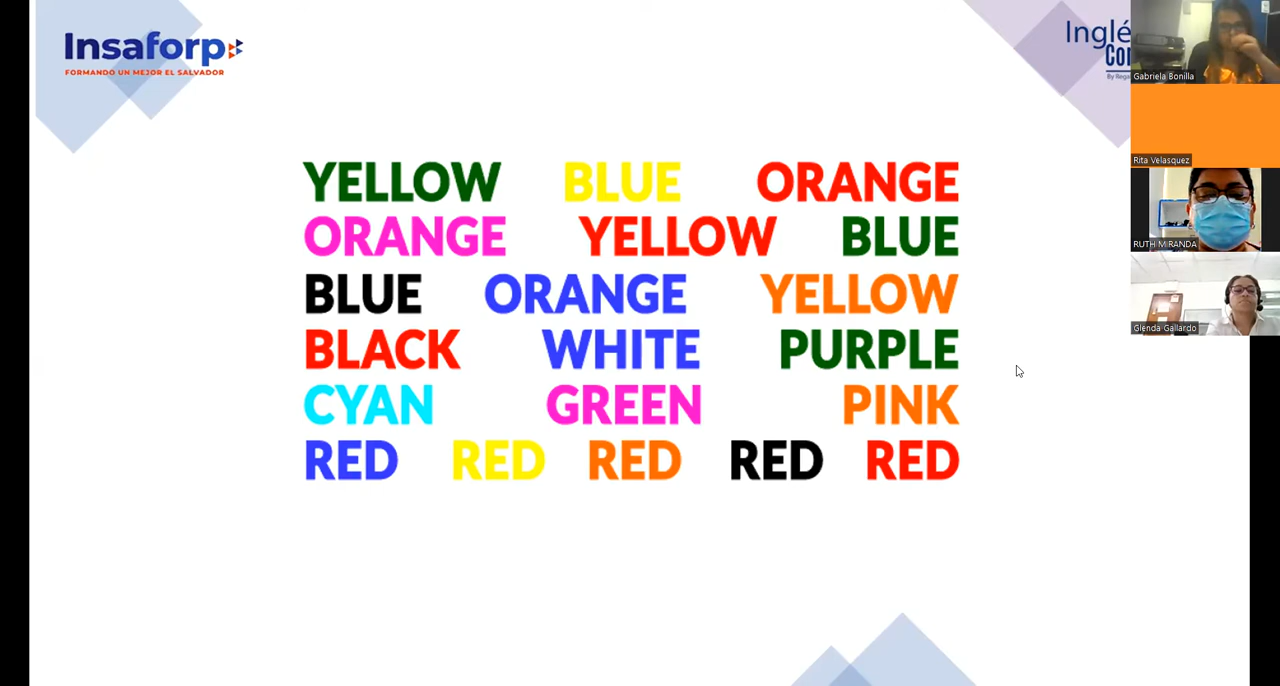 Insaforp
FORMANDO UN MEJOR EL SALVADOR
YELLOW BLUE ORANGE
ORANGE YELLOW BLUE
BLUE ORANGE YELLOW
BLACK WHITE PURPLE
CYAN GREEN PINK
RED RED RED RED RED
Gabriela Bonilla
Rita Velasquez
RUTH MIRANDA
Glenda Gallardo